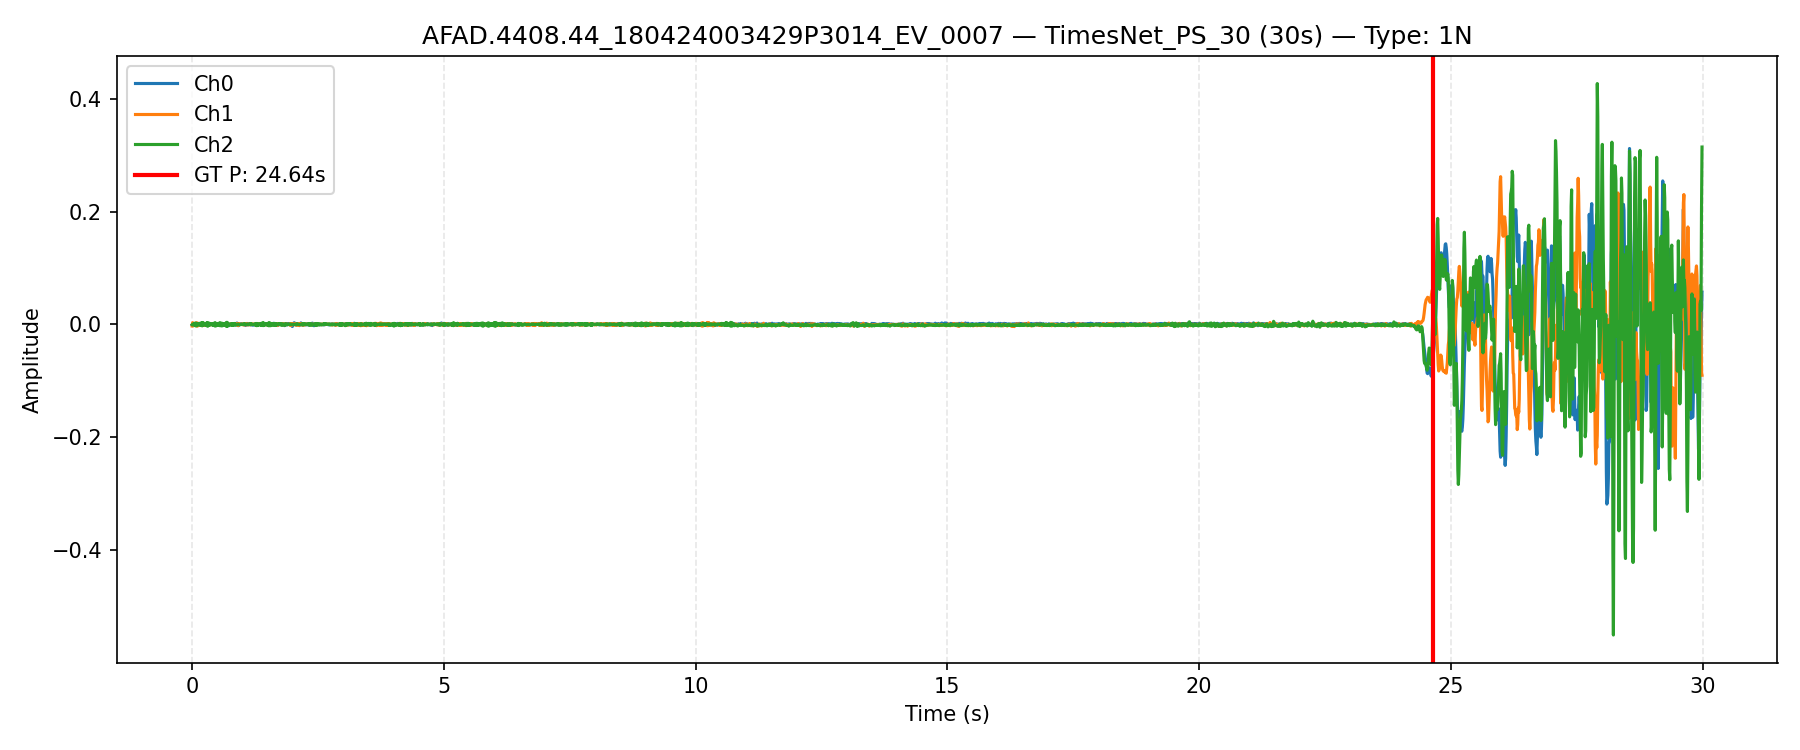 AFAD.4408.44_180424003429P3014_EV_0007 — TimesNet_PS_30 (30s) — Type: 1N
Ch0
Ch1
Ch2
GT P: 24.64s
Amplitude
0.4
0.2
0.0
−0.2
−0.4
0
5
10
15
20
25
30
Time (s)